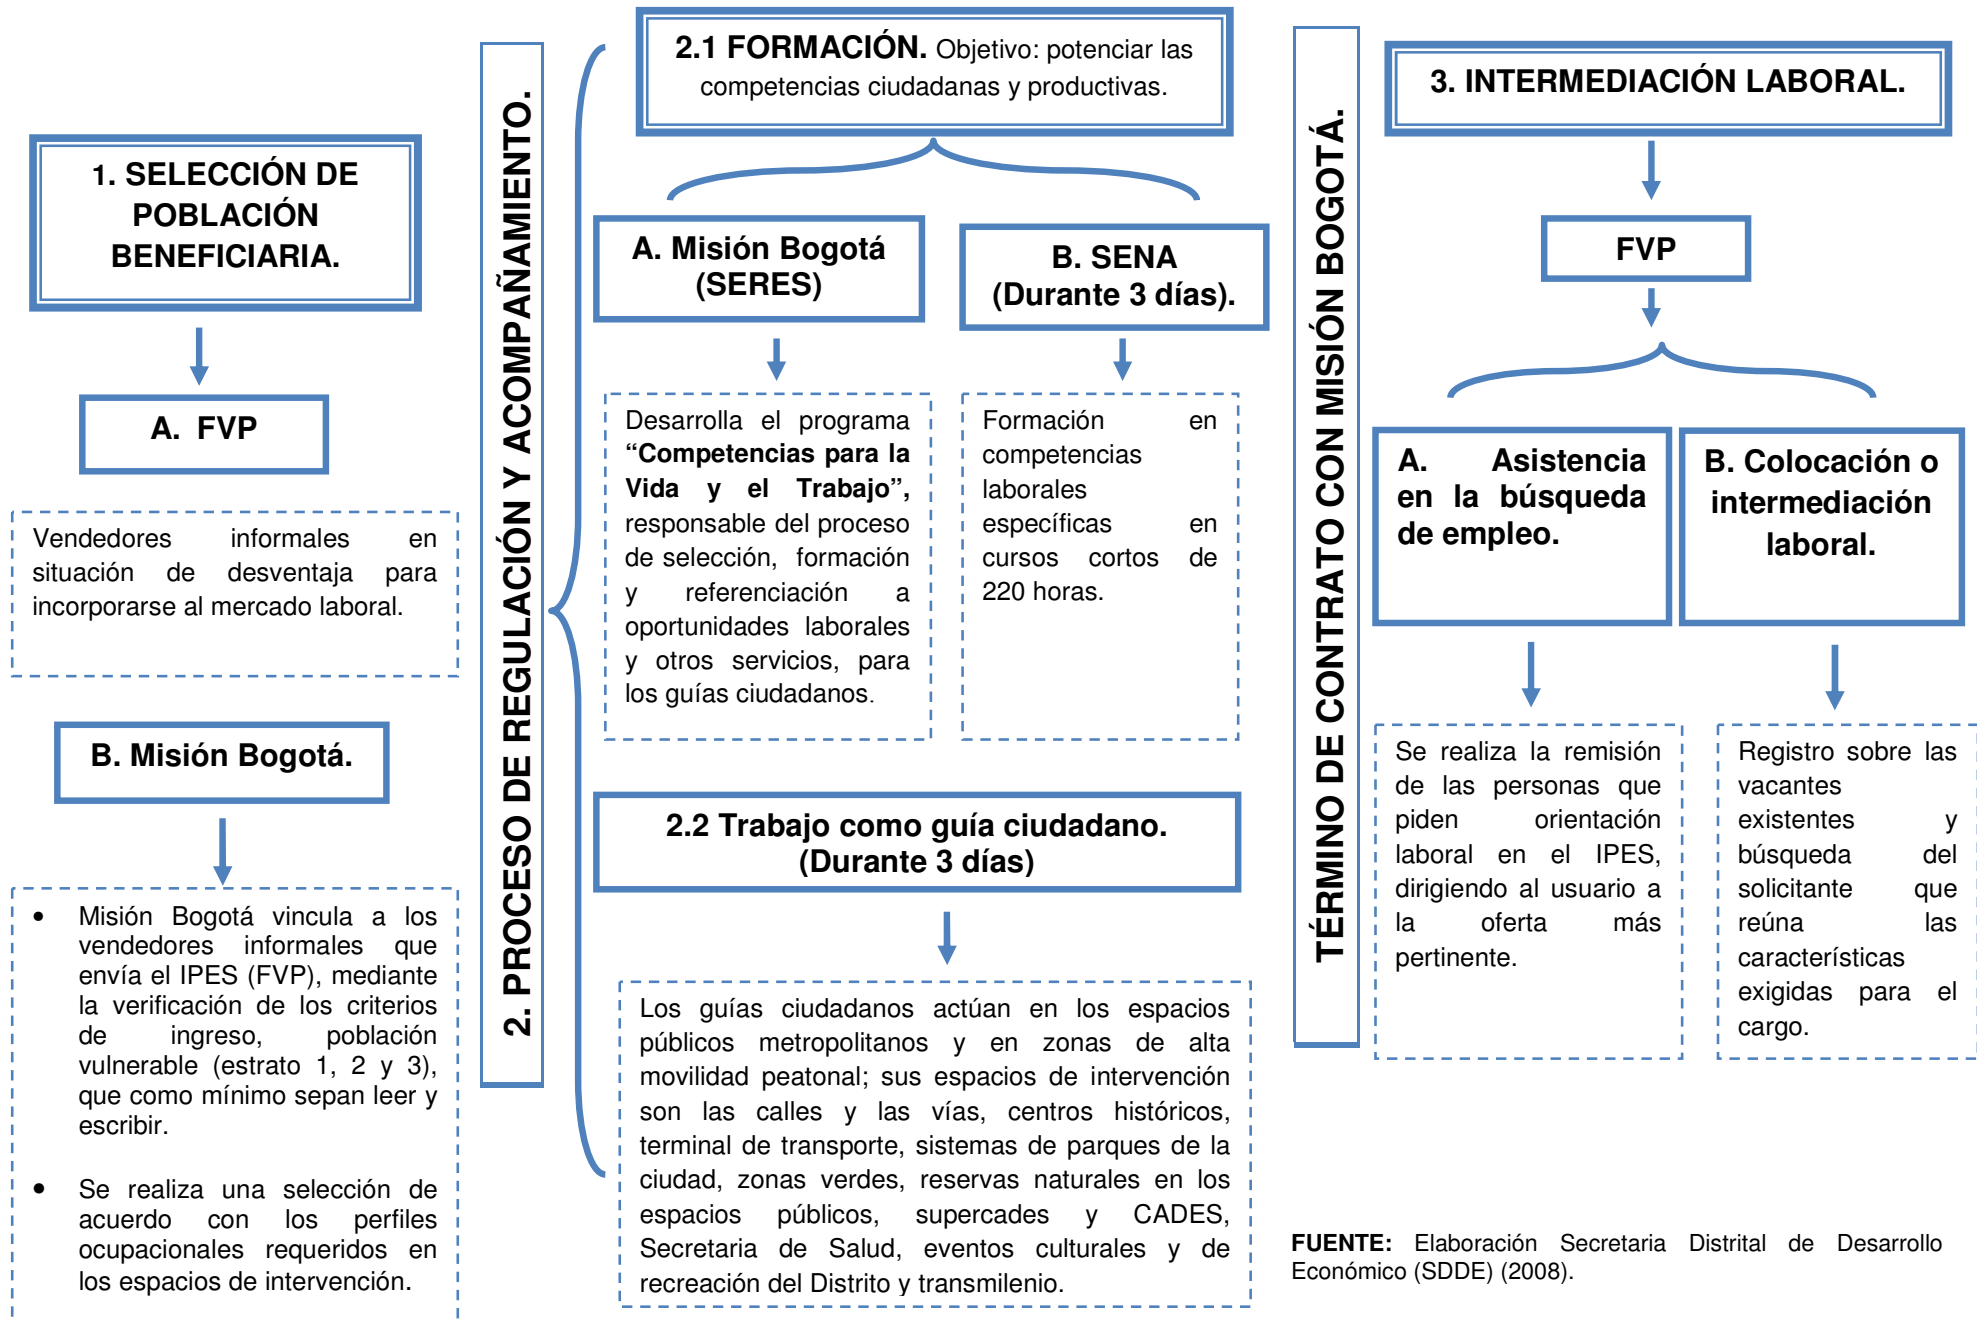 1. SELECCIÓN DE
POBLACIÓN
BENEFICIARIA.
A. FVP
Vendedores informales en
situación de desventaja para
incorporarse al mercado laboral.
B. Misión Bogotá.
• Misión Bogotá vincula a los
vendedores informales que
envía el IPES (FVP), mediante
la verificación de los criterios
de ingreso, población
vulnerable (estrato 1, 2 y 3),
que como mínimo sepan leer y
escribir.
• Se realiza una selección de
acuerdo con los perfiles
ocupacionales requeridos en
los espacios de intervención.
2. PROCESO DE REGULACIÓN Y ACOMPAÑAMIENTO.
2.1 FORMACIÓN. Objetivo: potenciar las
competencias ciudadanas y productivas.
A. Misión Bogotá
(SERES)
Desarrolla el programa
“Competencias para la
Vida y el Trabajo”,
responsable del proceso
de selección, formación
y referenciación a
oportunidades laborales
y otros servicios, para
los guías ciudadanos.
B. SENA
(Durante 3 días).
Formación en
competencias
laborales
específicas en
cursos cortos de
220 horas.
2.2 Trabajo como guía ciudadano.
(Durante 3 días)
Los guías ciudadanos actúan en los espacios
públicos metropolitanos y en zonas de alta
movilidad peatonal; sus espacios de intervención
son las calles y las vías, centros históricos,
terminal de transporte, sistemas de parques de la
ciudad, zonas verdes, reservas naturales en los
espacios públicos, supercades y CADES,
Secretaria de Salud, eventos culturales y de
recreación del Distrito y transmilenio.
TÉRMINO DE CONTRATO CON MISIÓN BOGOTÁ.
3. INTERMEDIACIÓN LABORAL.
FVP
A. Asistencia
en la búsqueda
de empleo.
Se realiza la remisión
de las personas que
piden orientación
laboral en el IPES,
dirigiendo al usuario a
la oferta más
pertinente.
B. Colocación o
intermediación
laboral.
Registro sobre las
vacantes
existentes y
búsqueda del
solicitante que
reúna las
características
exigidas para el
cargo.
FUENTE: Elaboración Secretaria Distrital de Desarrollo
Económico (SDDE) (2008).